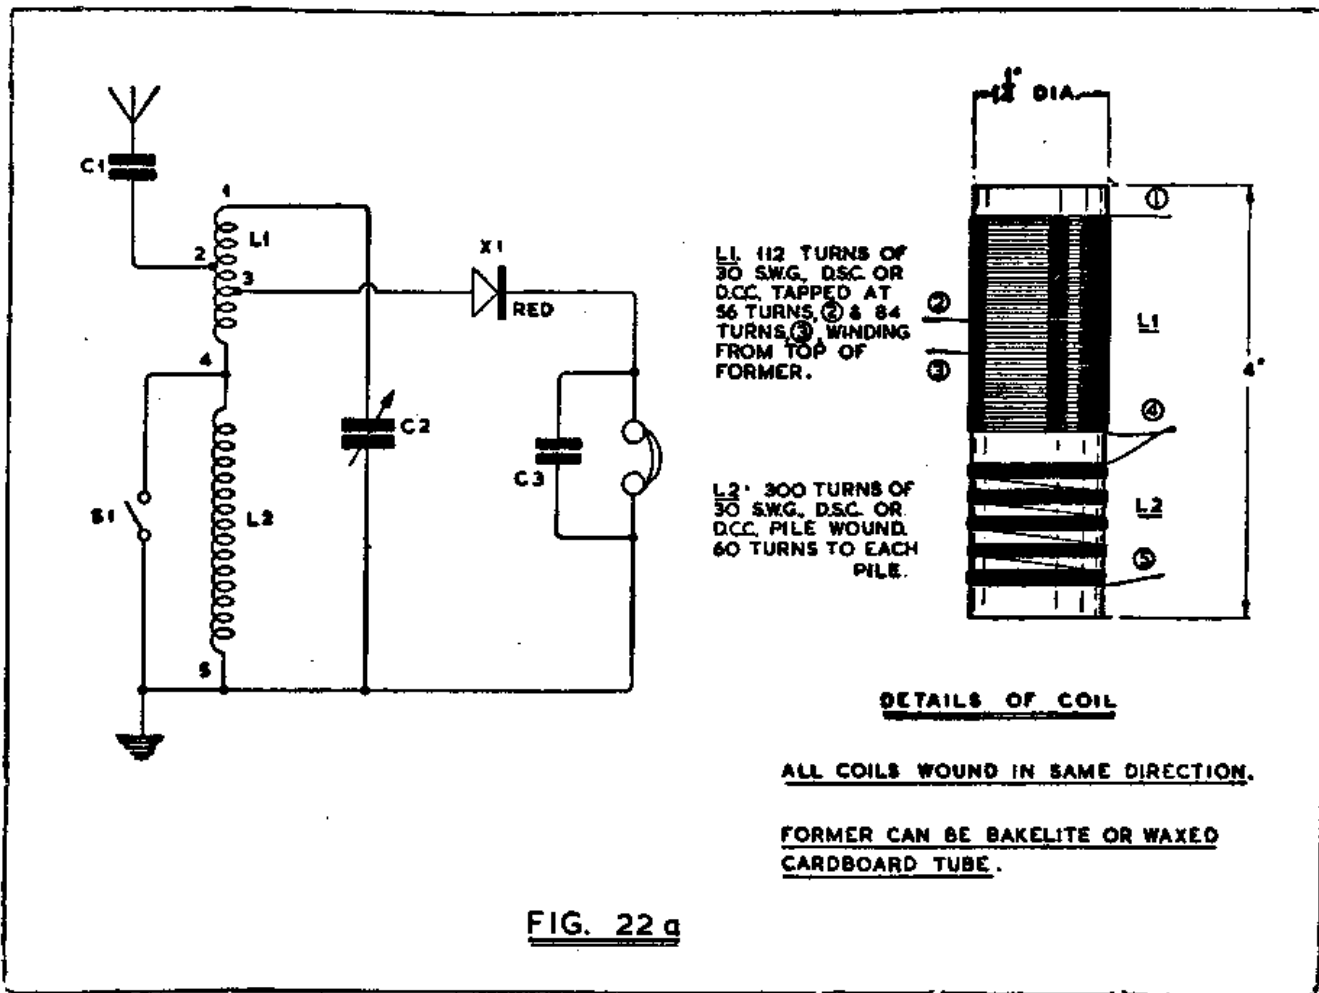 C1
1
L1
2
3
X1
RED
4
C2
C3
S1
L2
5
1¼" DIA.
①
L1. 112 TURNS OF
30 S.W.G., D.S.C. OR
D.C.C. TAPPED AT
56 TURNS, ② & 84
TURNS, ③, WINDING
FROM TOP OF
FORMER.
②
③
L1
4"
④
L2. 300 TURNS OF
30 S.W.G., D.S.C. OR
D.C.C. PILE WOUND.
60 TURNS TO EACH
PILE.
L2
⑤
DETAILS OF COIL
ALL COILS WOUND IN SAME DIRECTION.
FORMER CAN BE BAKELITE OR WAXED
CARDBOARD TUBE.
FIG. 22 a